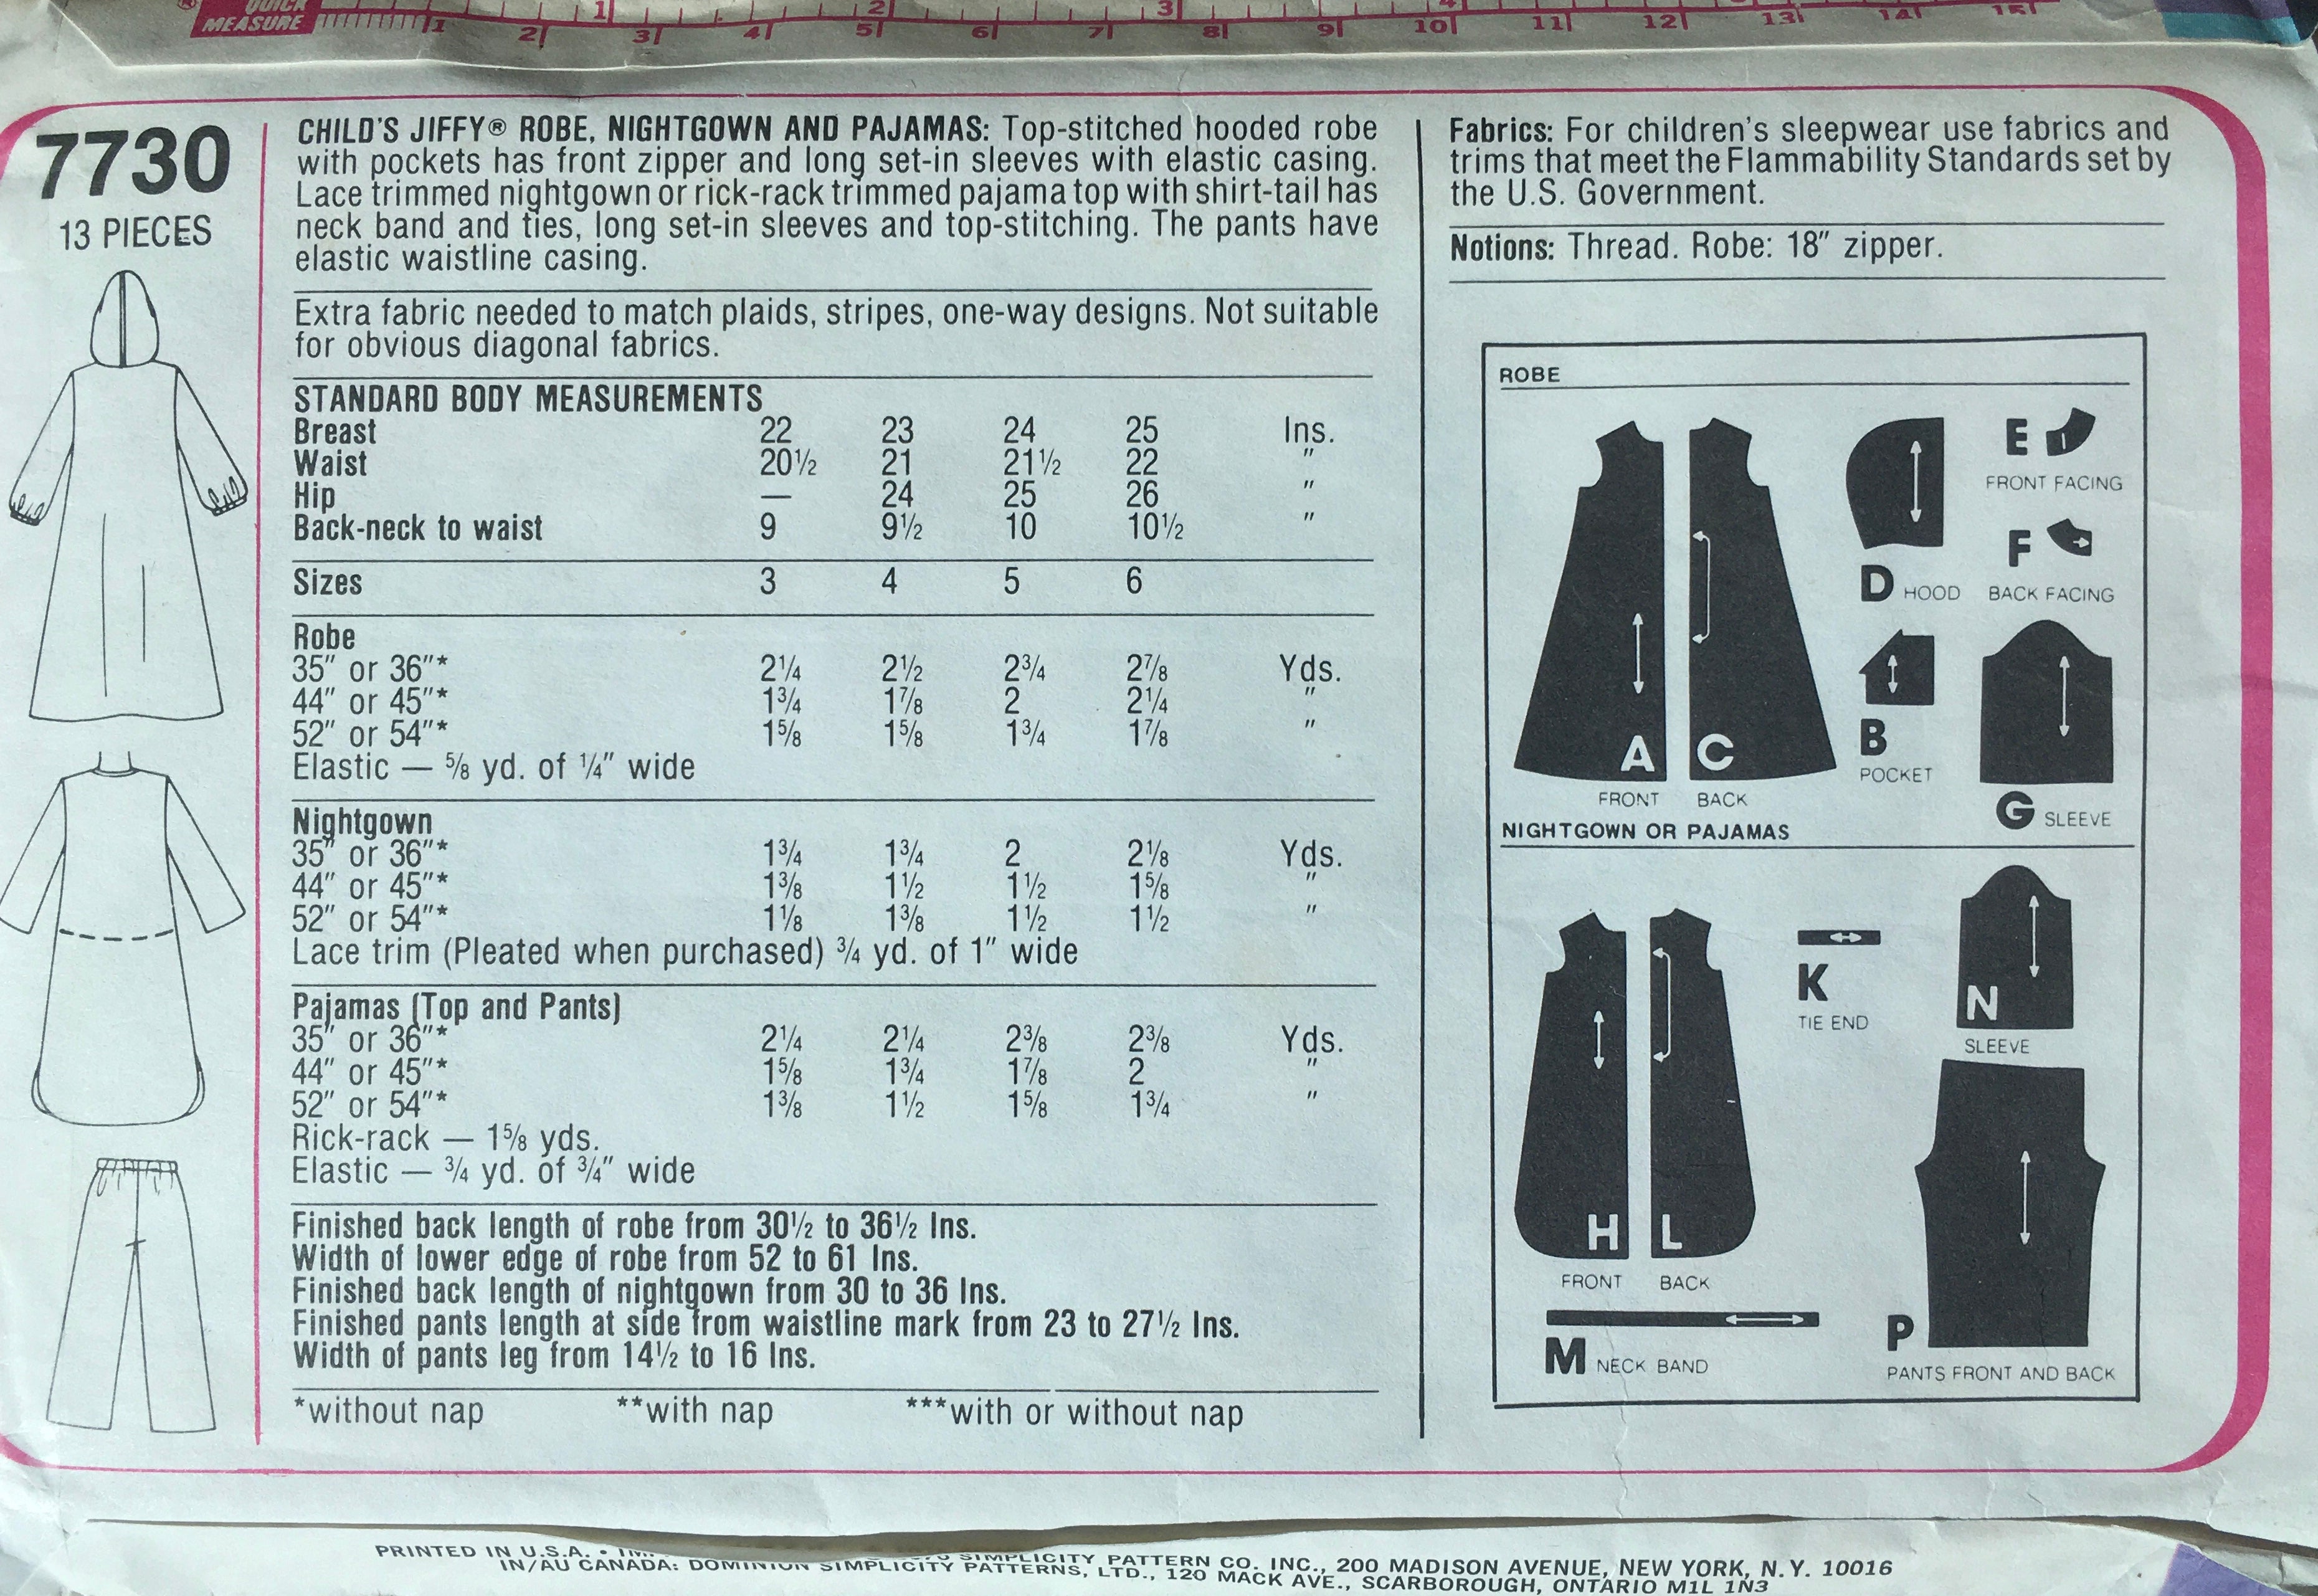 QUICK
MEASURE
1 2 3
1 2 3 4 5 6 7 8 9 10 11 12 13 14 15
7730
13 PIECES
CHILD'S JIFFY® ROBE, NIGHTGOWN AND PAJAMAS: Top-stitched hooded robe
with pockets has front zipper and long set-in sleeves with elastic casing.
Lace trimmed nightgown or rick-rack trimmed pajama top with shirt-tail has
neck band and ties, long set-in sleeves and top-stitching. The pants have
elastic waistline casing.
Extra fabric needed to match plaids, stripes, one-way designs. Not suitable
for obvious diagonal fabrics.
STANDARD BODY MEASUREMENTS
Breast 22 23 24 25 Ins.
Waist 20½ 21 21½ 22 "
Hip — 24 25 26 "
Back-neck to waist 9 9½ 10 10½ "
Sizes 3 4 5 6
Robe
35" or 36"* 2¼ 2½ 2¾ 2⅞ Yds.
44" or 45"* 1¾ 1⅞ 2 2¼ "
52" or 54"* 1⅝ 1⅝ 1¾ 1⅞ "
Elastic — ⅝ yd. of ¼" wide
Nightgown
35" or 36"* 1¾ 1¾ 2 2⅛ Yds.
44" or 45"* 1⅜ 1½ 1½ 1⅝ "
52" or 54"* 1⅛ 1⅜ 1½ 1½ "
Lace trim (Pleated when purchased) ¾ yd. of 1" wide
Pajamas (Top and Pants)
35" or 36"* 2¼ 2¼ 2⅜ 2⅜ Yds.
44" or 45"* 1⅝ 1¾ 1⅞ 2 "
52" or 54"* 1⅜ 1½ 1⅝ 1¾ "
Rick-rack — 1⅝ yds.
Elastic — ¾ yd. of ¾" wide
Finished back length of robe from 30½ to 36½ Ins.
Width of lower edge of robe from 52 to 61 Ins.
Finished back length of nightgown from 30 to 36 Ins.
Finished pants length at side from waistline mark from 23 to 27½ Ins.
Width of pants leg from 14½ to 16 Ins.
*without nap **with nap ***with or without nap
Fabrics: For children's sleepwear use fabrics and
trims that meet the Flammability Standards set by
the U.S. Government.
Notions: Thread. Robe: 18" zipper.
ROBE
A
FRONT
C
BACK
D HOOD
E
FRONT FACING
F
BACK FACING
B
POCKET
G SLEEVE
NIGHTGOWN OR PAJAMAS
H
FRONT
L
BACK
K
TIE END
N
SLEEVE
M NECK BAND
P
PANTS FRONT AND BACK
PRINTED IN U.S.A. • SIMPLICITY PATTERN CO. INC., 200 MADISON AVENUE, NEW YORK, N.Y. 10016
IN/AU CANADA: DOMINION SIMPLICITY PATTERNS, LTD., 120 MACK AVE., SCARBOROUGH, ONTARIO M1L 1N3